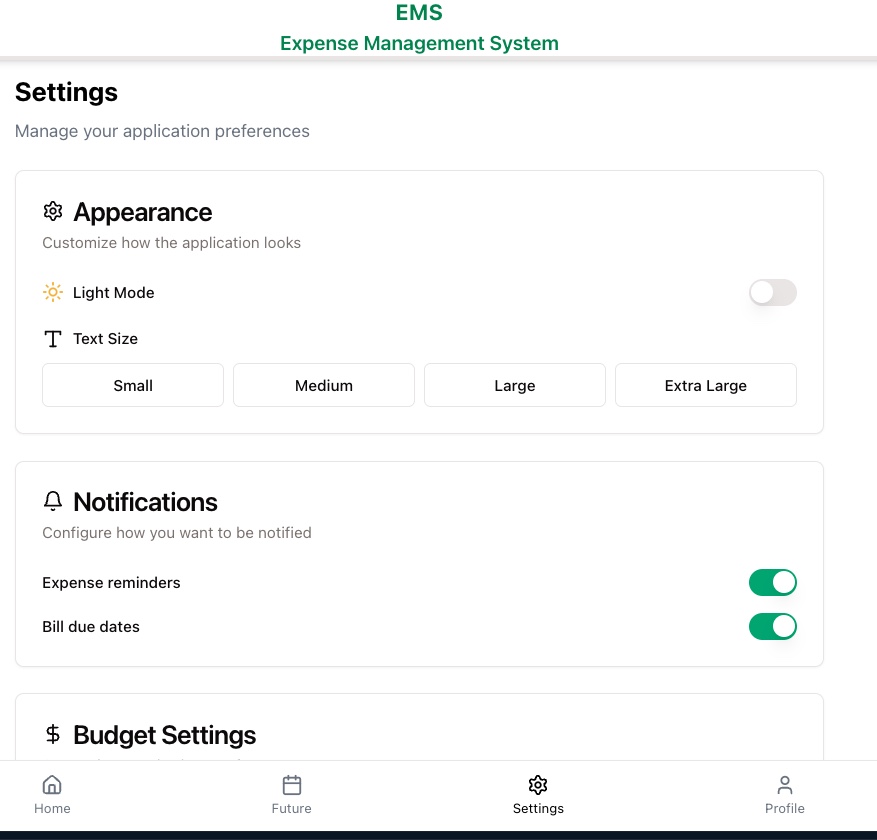 EMS
Expense Management System
Settings
Manage your application preferences
Appearance
Customize how the application looks
Light Mode
Text Size
Small Medium Large Extra Large
Notifications
Configure how you want to be notified
Expense reminders
Bill due dates
Budget Settings
Home Future Settings Profile